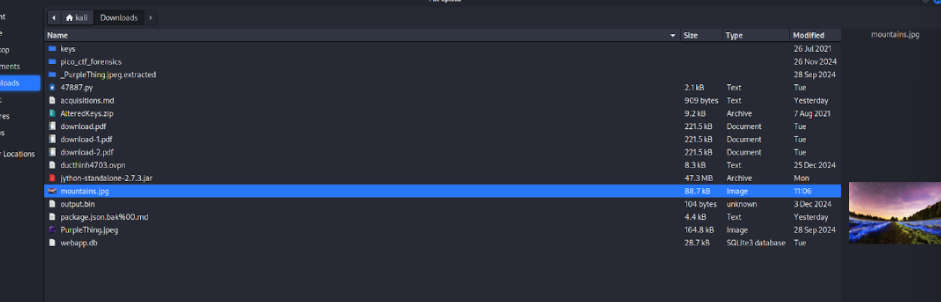 kali Downloads
Name Size Type Modified mountains.jpg
keys 26 Jul 2021
pico_ctf_forensics 26 Nov 2024
_PurpleThing.jpeg.extracted 28 Sep 2024
47887.py 2.1 kB Text Tue
acquisitions.md 909 bytes Text Yesterday
AlteredKeys.zip 9.2 kB Archive 7 Aug 2021
download.pdf 221.5 kB Document Tue
download-1.pdf 221.5 kB Document Tue
download-2.pdf 221.5 kB Document Tue
ducthinh4703.ovpn 8.3 kB Text 25 Dec 2024
jython-standalone-2.7.3.jar 47.3 MB Archive Mon
mountains.jpg 88.7 kB Image 11:06
output.bin 104 bytes unknown 3 Dec 2024
package.json.bak%00.md 4.4 kB Text Yesterday
PurpleThing.jpeg 164.8 kB Image 28 Sep 2024
webapp.db 28.7 kB SQLite3 database Tue
Locations